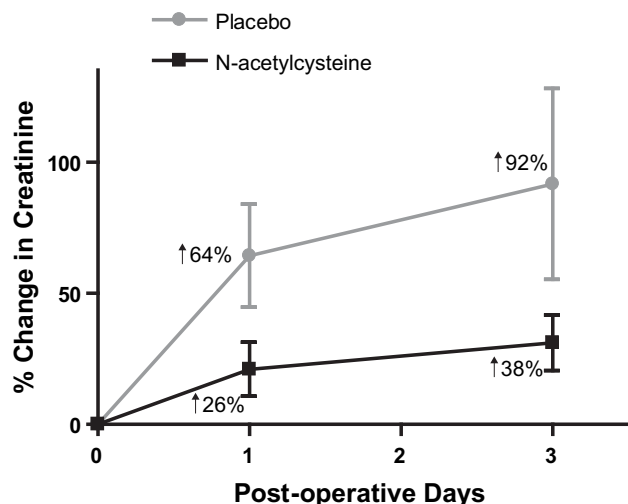 Placebo
N-acetylcysteine
% Change in Creatinine
100
50
0
↑64%
↑92%
↑26%
↑38%
0 1 2 3
Post-operative Days